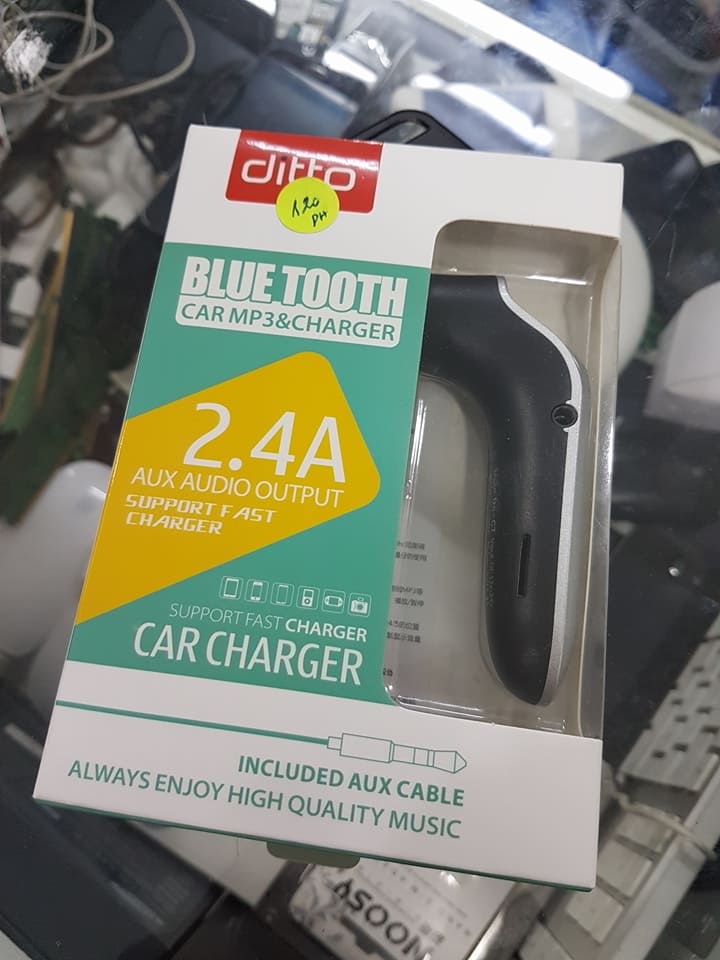 ditto
120
PH
BLUE TOOTH
CAR MP3&CHARGER
2.4A
AUX AUDIO OUTPUT
SUPPORT FAST
CHARGER
SUPPORT FAST CHARGER
CAR CHARGER
INCLUDED AUX CABLE
ALWAYS ENJOY HIGH QUALITY MUSIC